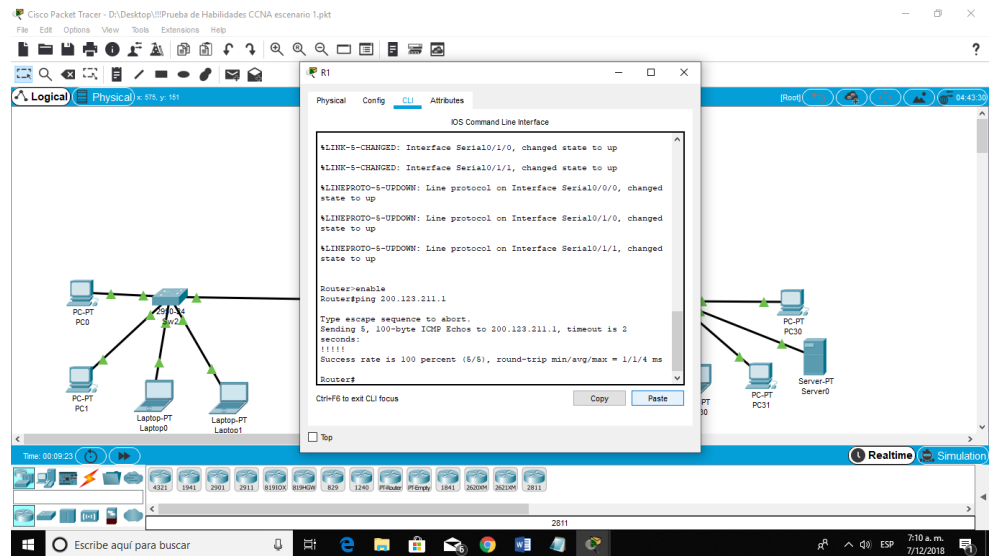 Cisco Packet Tracer - D:\Desktop\!!!Prueba de Habilidades CCNA escenario 1.pkt
File Edit Options View Tools Extensions Help
?
Logical
Physical
x: 575, y: 151
[Root]
04:43:30
R1
Physical Config CLI Attributes
IOS Command Line Interface
%LINK-5-CHANGED: Interface Serial0/1/0, changed state to up
%LINK-5-CHANGED: Interface Serial0/1/1, changed state to up
%LINEPROTO-5-UPDOWN: Line protocol on Interface Serial0/0/0, changed
state to up
%LINEPROTO-5-UPDOWN: Line protocol on Interface Serial0/1/0, changed
state to up
%LINEPROTO-5-UPDOWN: Line protocol on Interface Serial0/1/1, changed
state to up
Router>enable
Router#ping 200.123.211.1
Type escape sequence to abort.
Sending 5, 100-byte ICMP Echos to 200.123.211.1, timeout is 2
seconds:
!!!!!
Success rate is 100 percent (5/5), round-trip min/avg/max = 1/1/4 ms
Router#
Ctrl+F6 to exit CLI focus
Copy
Paste
Top
PC-PT
PC0
Sw2
PC-PT
PC1
Laptop-PT
Laptop0
Laptop-PT
Laptop1
PC-PT
PC30
PC-PT
PC31
Server-PT
Server0
Time: 00:09:23
Realtime
Simulation
4321 1941 2901 2911 819IOX 819HGW 829 1240 PT-Router PT-Empty 1841 2620XM 2621XM 2811
2811
Escribe aquí para buscar
ESP
7:10 a. m.
7/12/2018